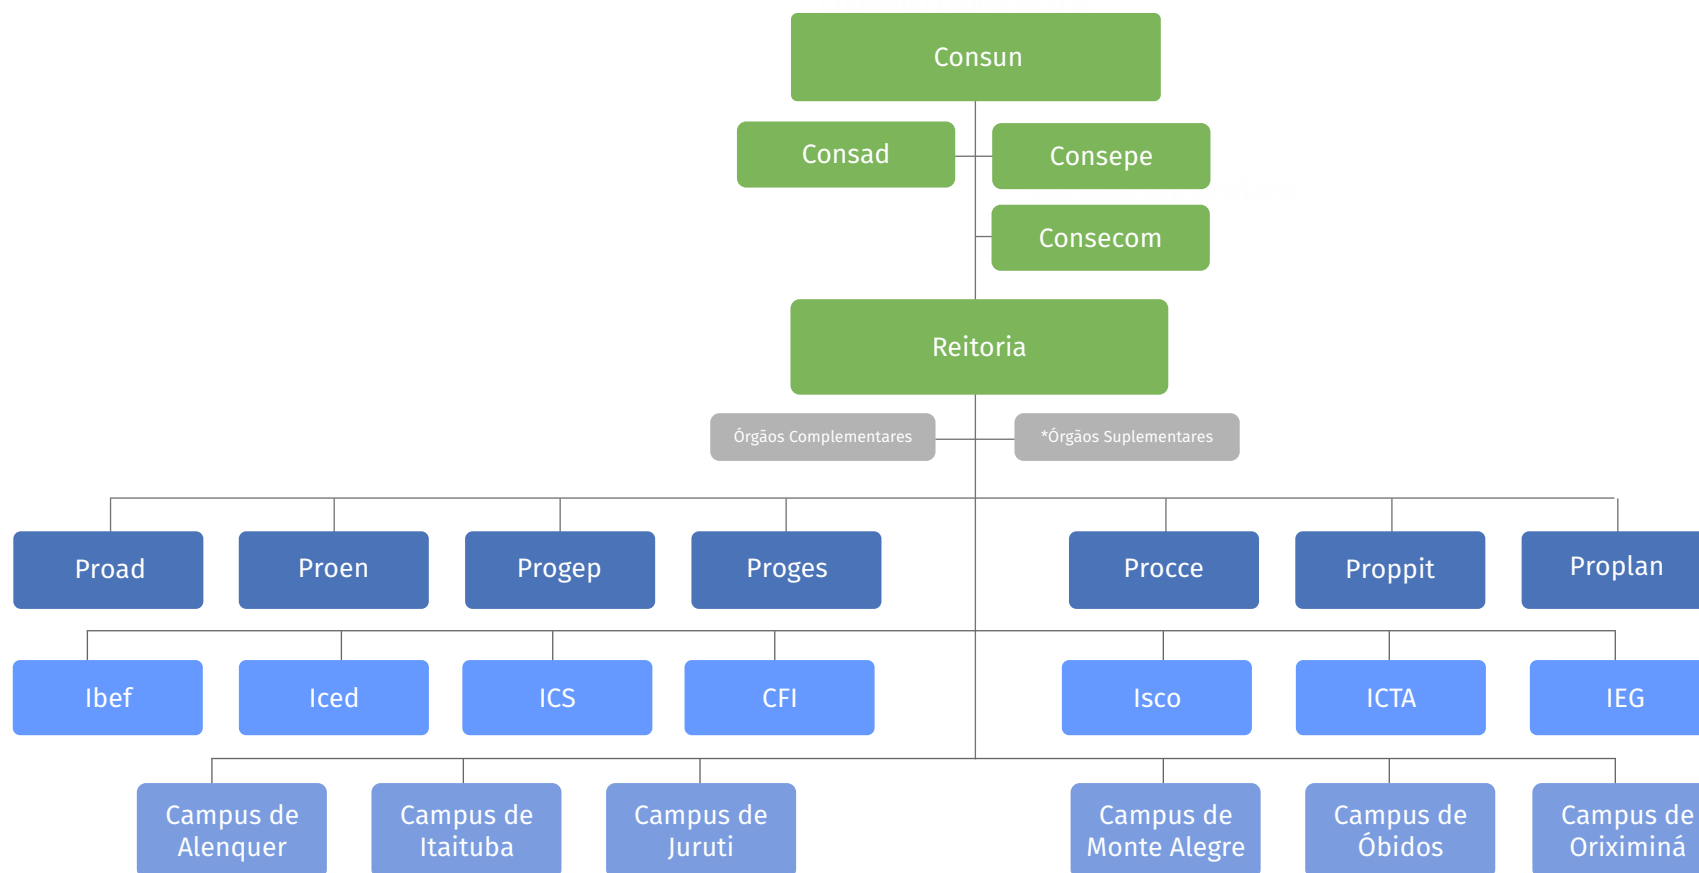 Consun
Consad
Consepe
Consecom
Reitoria
Órgãos Complementares
*Órgãos Suplementares
Proad
Proen
Progep
Proges
Procce
Proppit
Proplan
Ibef
Iced
ICS
CFI
Isco
ICTA
IEG
Campus de
Alenquer
Campus de
Itaituba
Campus de
Juruti
Campus de
Monte Alegre
Campus de
Óbidos
Campus de
Oriximiná